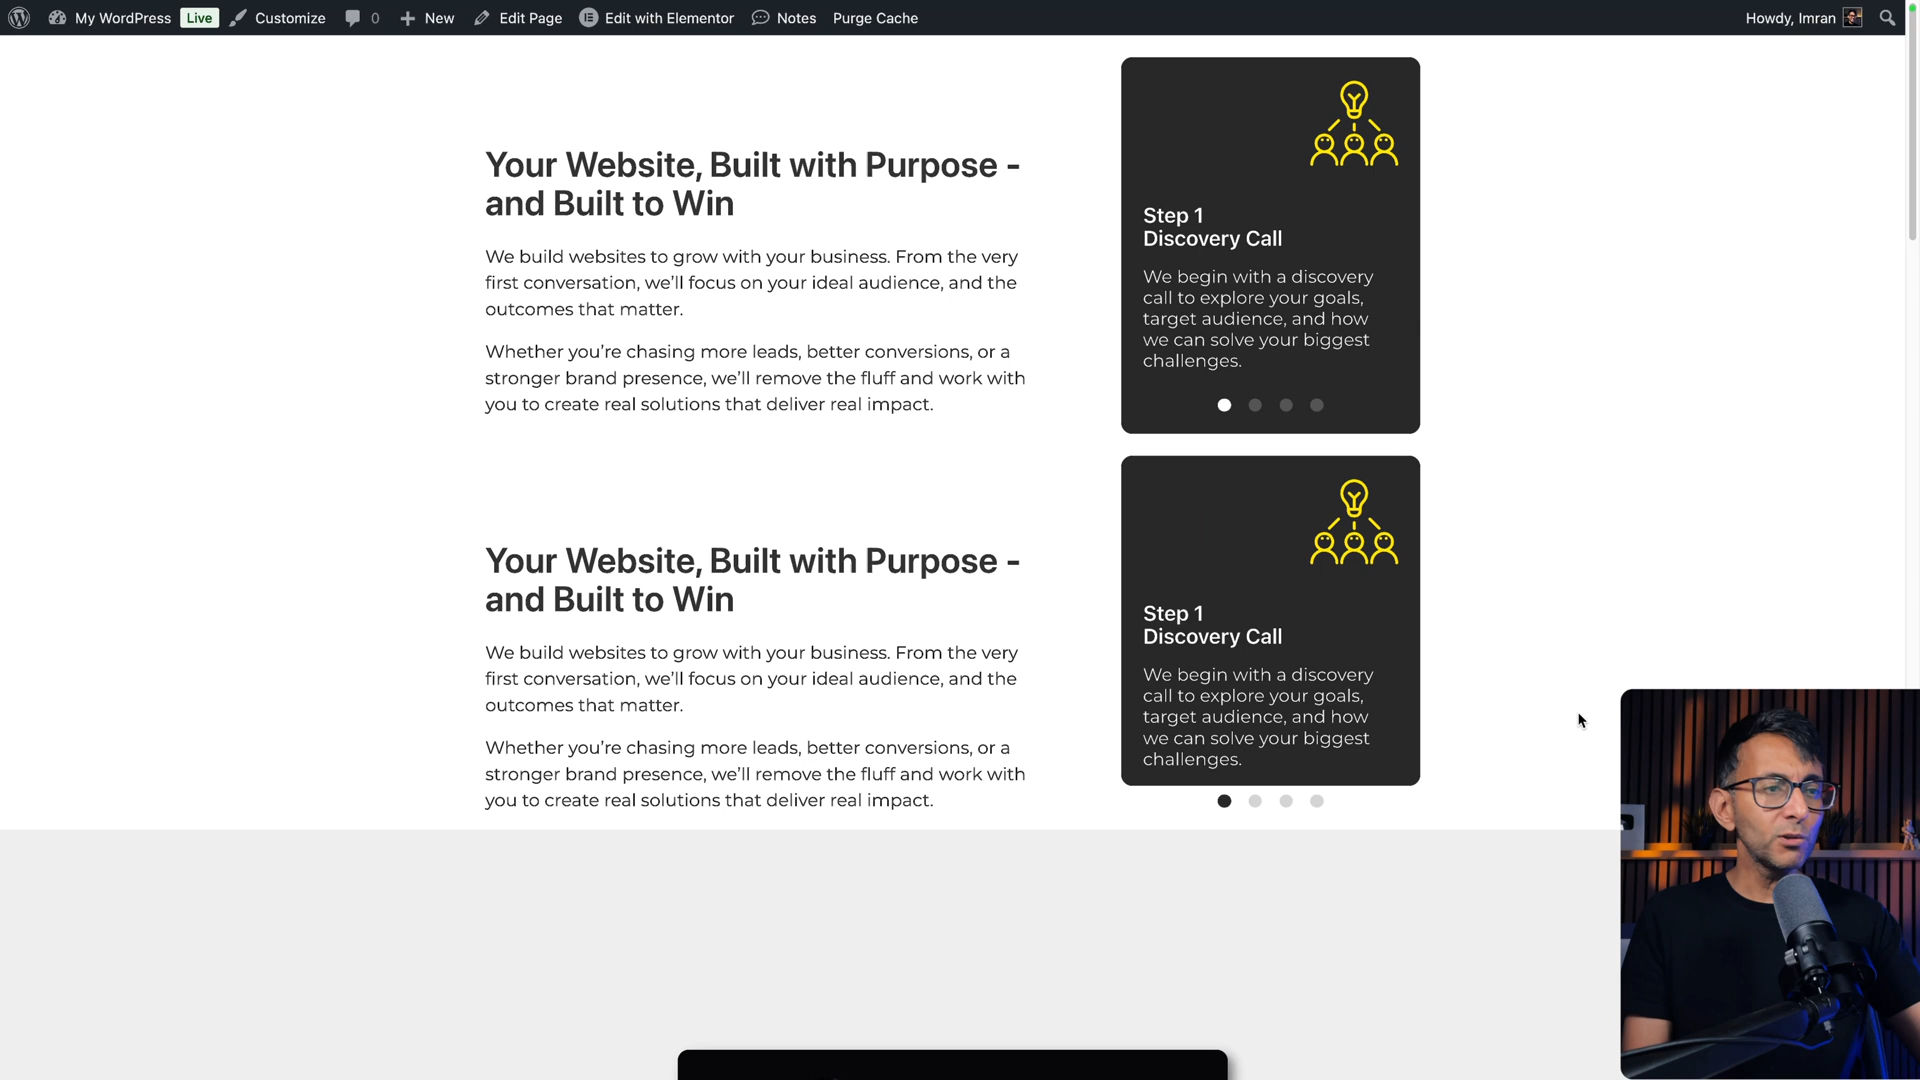 My WordPress Live Customize 0 New Edit Page Edit with Elementor Notes Purge Cache Howdy, Imran
Your Website, Built with Purpose -
and Built to Win
We build websites to grow with your business. From the very
first conversation, we’ll focus on your ideal audience, and the
outcomes that matter.
Whether you’re chasing more leads, better conversions, or a
stronger brand presence, we’ll remove the fluff and work with
you to create real solutions that deliver real impact.
Step 1
Discovery Call
We begin with a discovery
call to explore your goals,
target audience, and how
we can solve your biggest
challenges.
Your Website, Built with Purpose -
and Built to Win
We build websites to grow with your business. From the very
first conversation, we’ll focus on your ideal audience, and the
outcomes that matter.
Whether you’re chasing more leads, better conversions, or a
stronger brand presence, we’ll remove the fluff and work with
you to create real solutions that deliver real impact.
Step 1
Discovery Call
We begin with a discovery
call to explore your goals,
target audience, and how
we can solve your biggest
challenges.